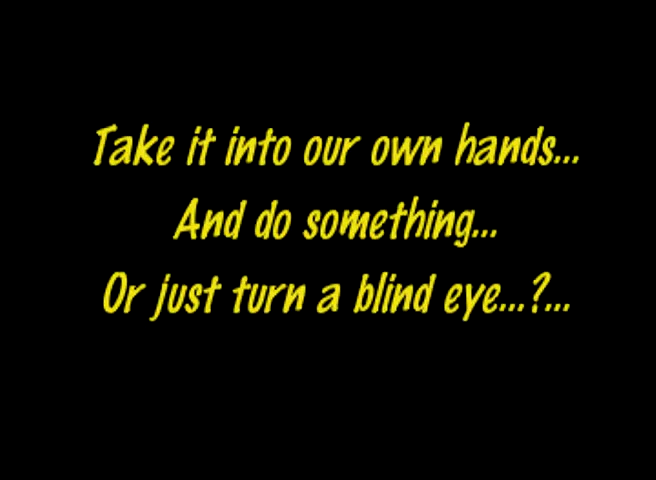 Take it into our own hands...
And do something...
Or just turn a blind eye...?...